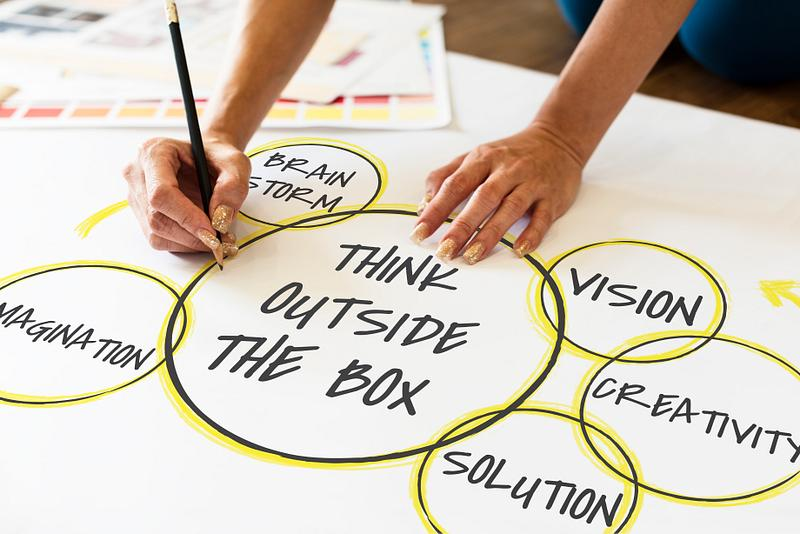 BRAIN
STORM
THINK
OUTSIDE
THE BOX
VISION
MAGINATION
CREATIVITY
SOLUTION